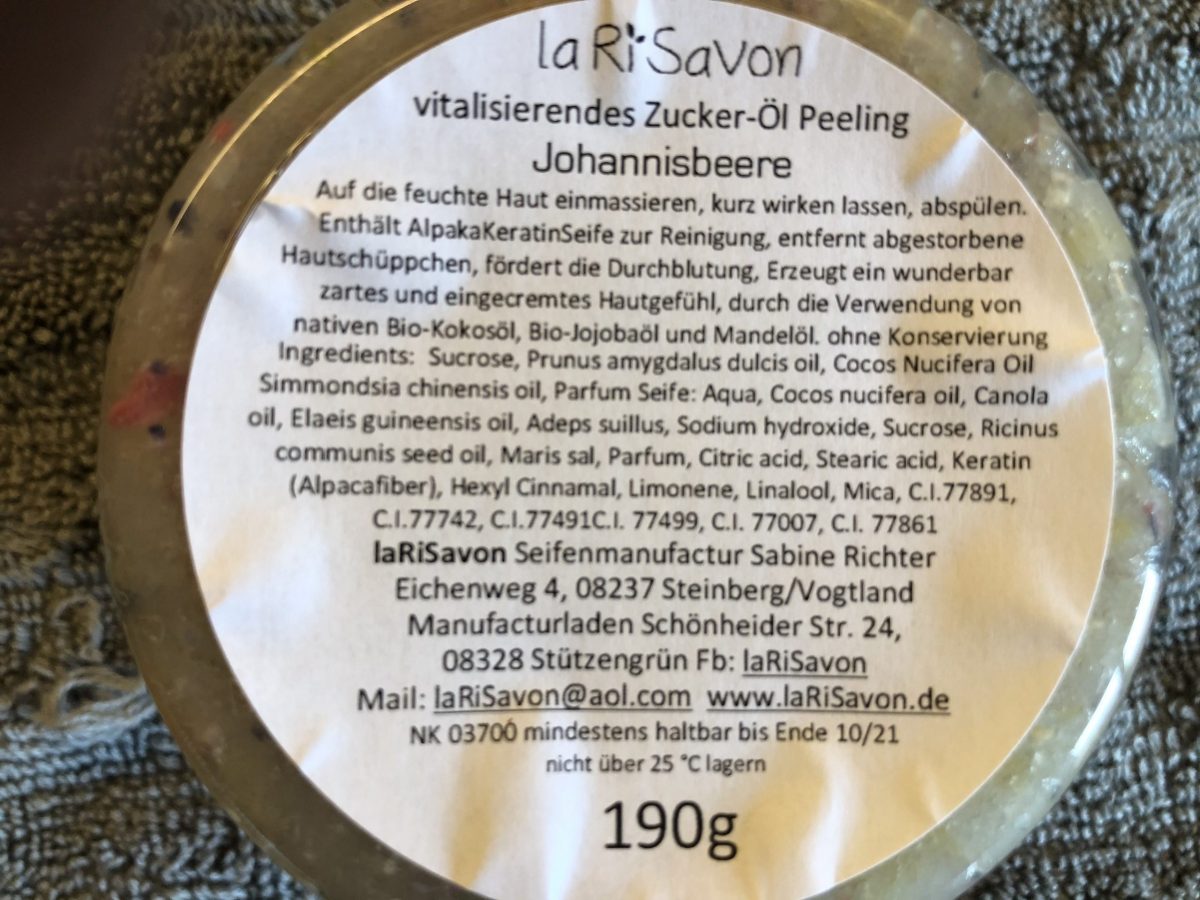 la Ri Savon
vitalisierendes Zucker-Öl Peeling
Johannisbeere
Auf die feuchte Haut einmassieren, kurz wirken lassen, abspülen.
Enthält AlpakaKeratinSeife zur Reinigung, entfernt abgestorbene
Hautschüppchen, fördert die Durchblutung, Erzeugt ein wunderbar
zartes und eingecremtes Hautgefühl, durch die Verwendung von
nativen Bio-Kokosöl, Bio-Jojobaöl und Mandelöl. ohne Konservierung
Ingredients: Sucrose, Prunus amygdalus dulcis oil, Cocos Nucifera Oil
Simmondsia chinensis oil, Parfum Seife: Aqua, Cocos nucifera oil, Canola
oil, Elaeis guineensis oil, Adeps suillus, Sodium hydroxide, Sucrose, Ricinus
communis seed oil, Maris sal, Parfum, Citric acid, Stearic acid, Keratin
(Alpacafiber), Hexyl Cinnamal, Limonene, Linalool, Mica, C.I.77891,
C.I.77742, C.I.77491C.I. 77499, C.I. 77007, C.I. 77861
laRiSavon Seifenmanufactur Sabine Richter
Eichenweg 4, 08237 Steinberg/Vogtland
Manufacturladen Schönheider Str. 24,
08328 Stützengrün Fb: laRiSavon
Mail: laRiSavon@aol.com www.laRiSavon.de
NK 03700 mindestens haltbar bis Ende 10/21
nicht über 25 °C lagern
190g